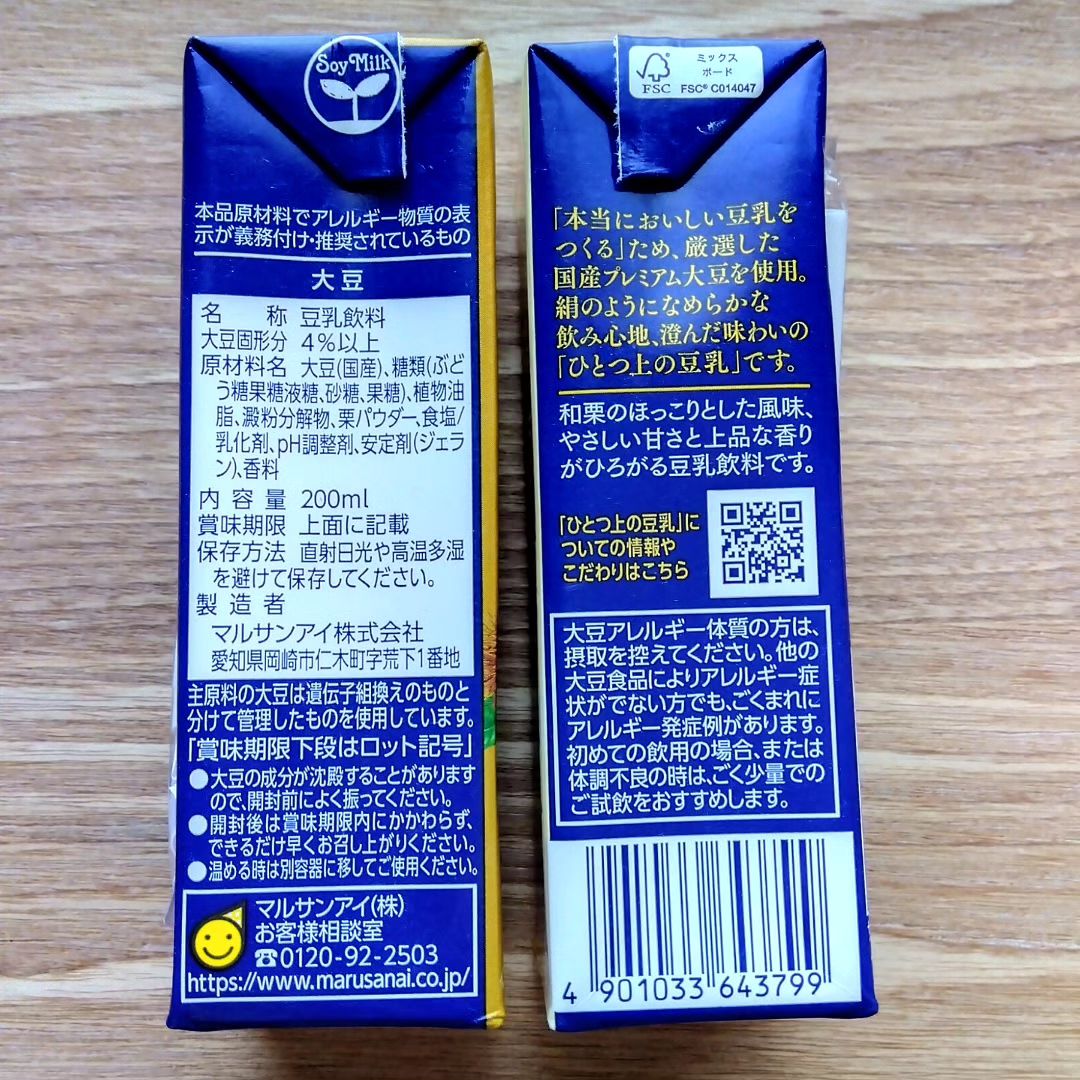 Soy Milk
本品原材料でアレルギー物質の表
示が義務付け・推奨されているもの
大豆
名称 豆乳飲料
大豆固形分 4%以上
原材料名 大豆(国産)、糖類(ぶど
う糖果糖液糖、砂糖、果糖)、植物油
脂、澱粉分解物、栗パウダー、食塩/
乳化剤、pH調整剤、安定剤(ジェラ
ン)、香料
内容量 200ml
賞味期限 上面に記載
保存方法 直射日光や高温多湿
を避けて保存してください。
製造者
マルサンアイ株式会社
愛知県岡崎市仁木町字荒下1番地
主原料の大豆は遺伝子組換えのものと
分けて管理したものを使用しています。
「賞味期限下段はロット記号」
●大豆の成分が沈殿することがあります
ので、開封前によく振ってください。
●開封後は賞味期限内にかかわらず、
できるだけ早くお召し上がりください。
●温める時は別容器に移してご使用ください。
マルサンアイ(株)
お客様相談室
☎0120-92-2503
https://www.marusanai.co.jp/
FSC
ミックス
ボード
FSC® C014047
「本当においしい豆乳を
つくる」ため、厳選した
国産プレミアム大豆を使用。
絹のようになめらかな
飲み心地、澄んだ味わいの
「ひとつ上の豆乳」です。
和栗のほっこりとした風味、
やさしい甘さと上品な香り
がひろがる豆乳飲料です。
「ひとつ上の豆乳」に
ついての情報や
こだわりはこちら
大豆アレルギー体質の方は、
摂取を控えてください。他の
大豆食品によりアレルギー症
状がでない方でも、ごくまれに
アレルギー発症例があります。
初めての飲用の場合、または
体調不良の時は、ごく少量での
ご試飲をおすすめします。
4 901033 643799